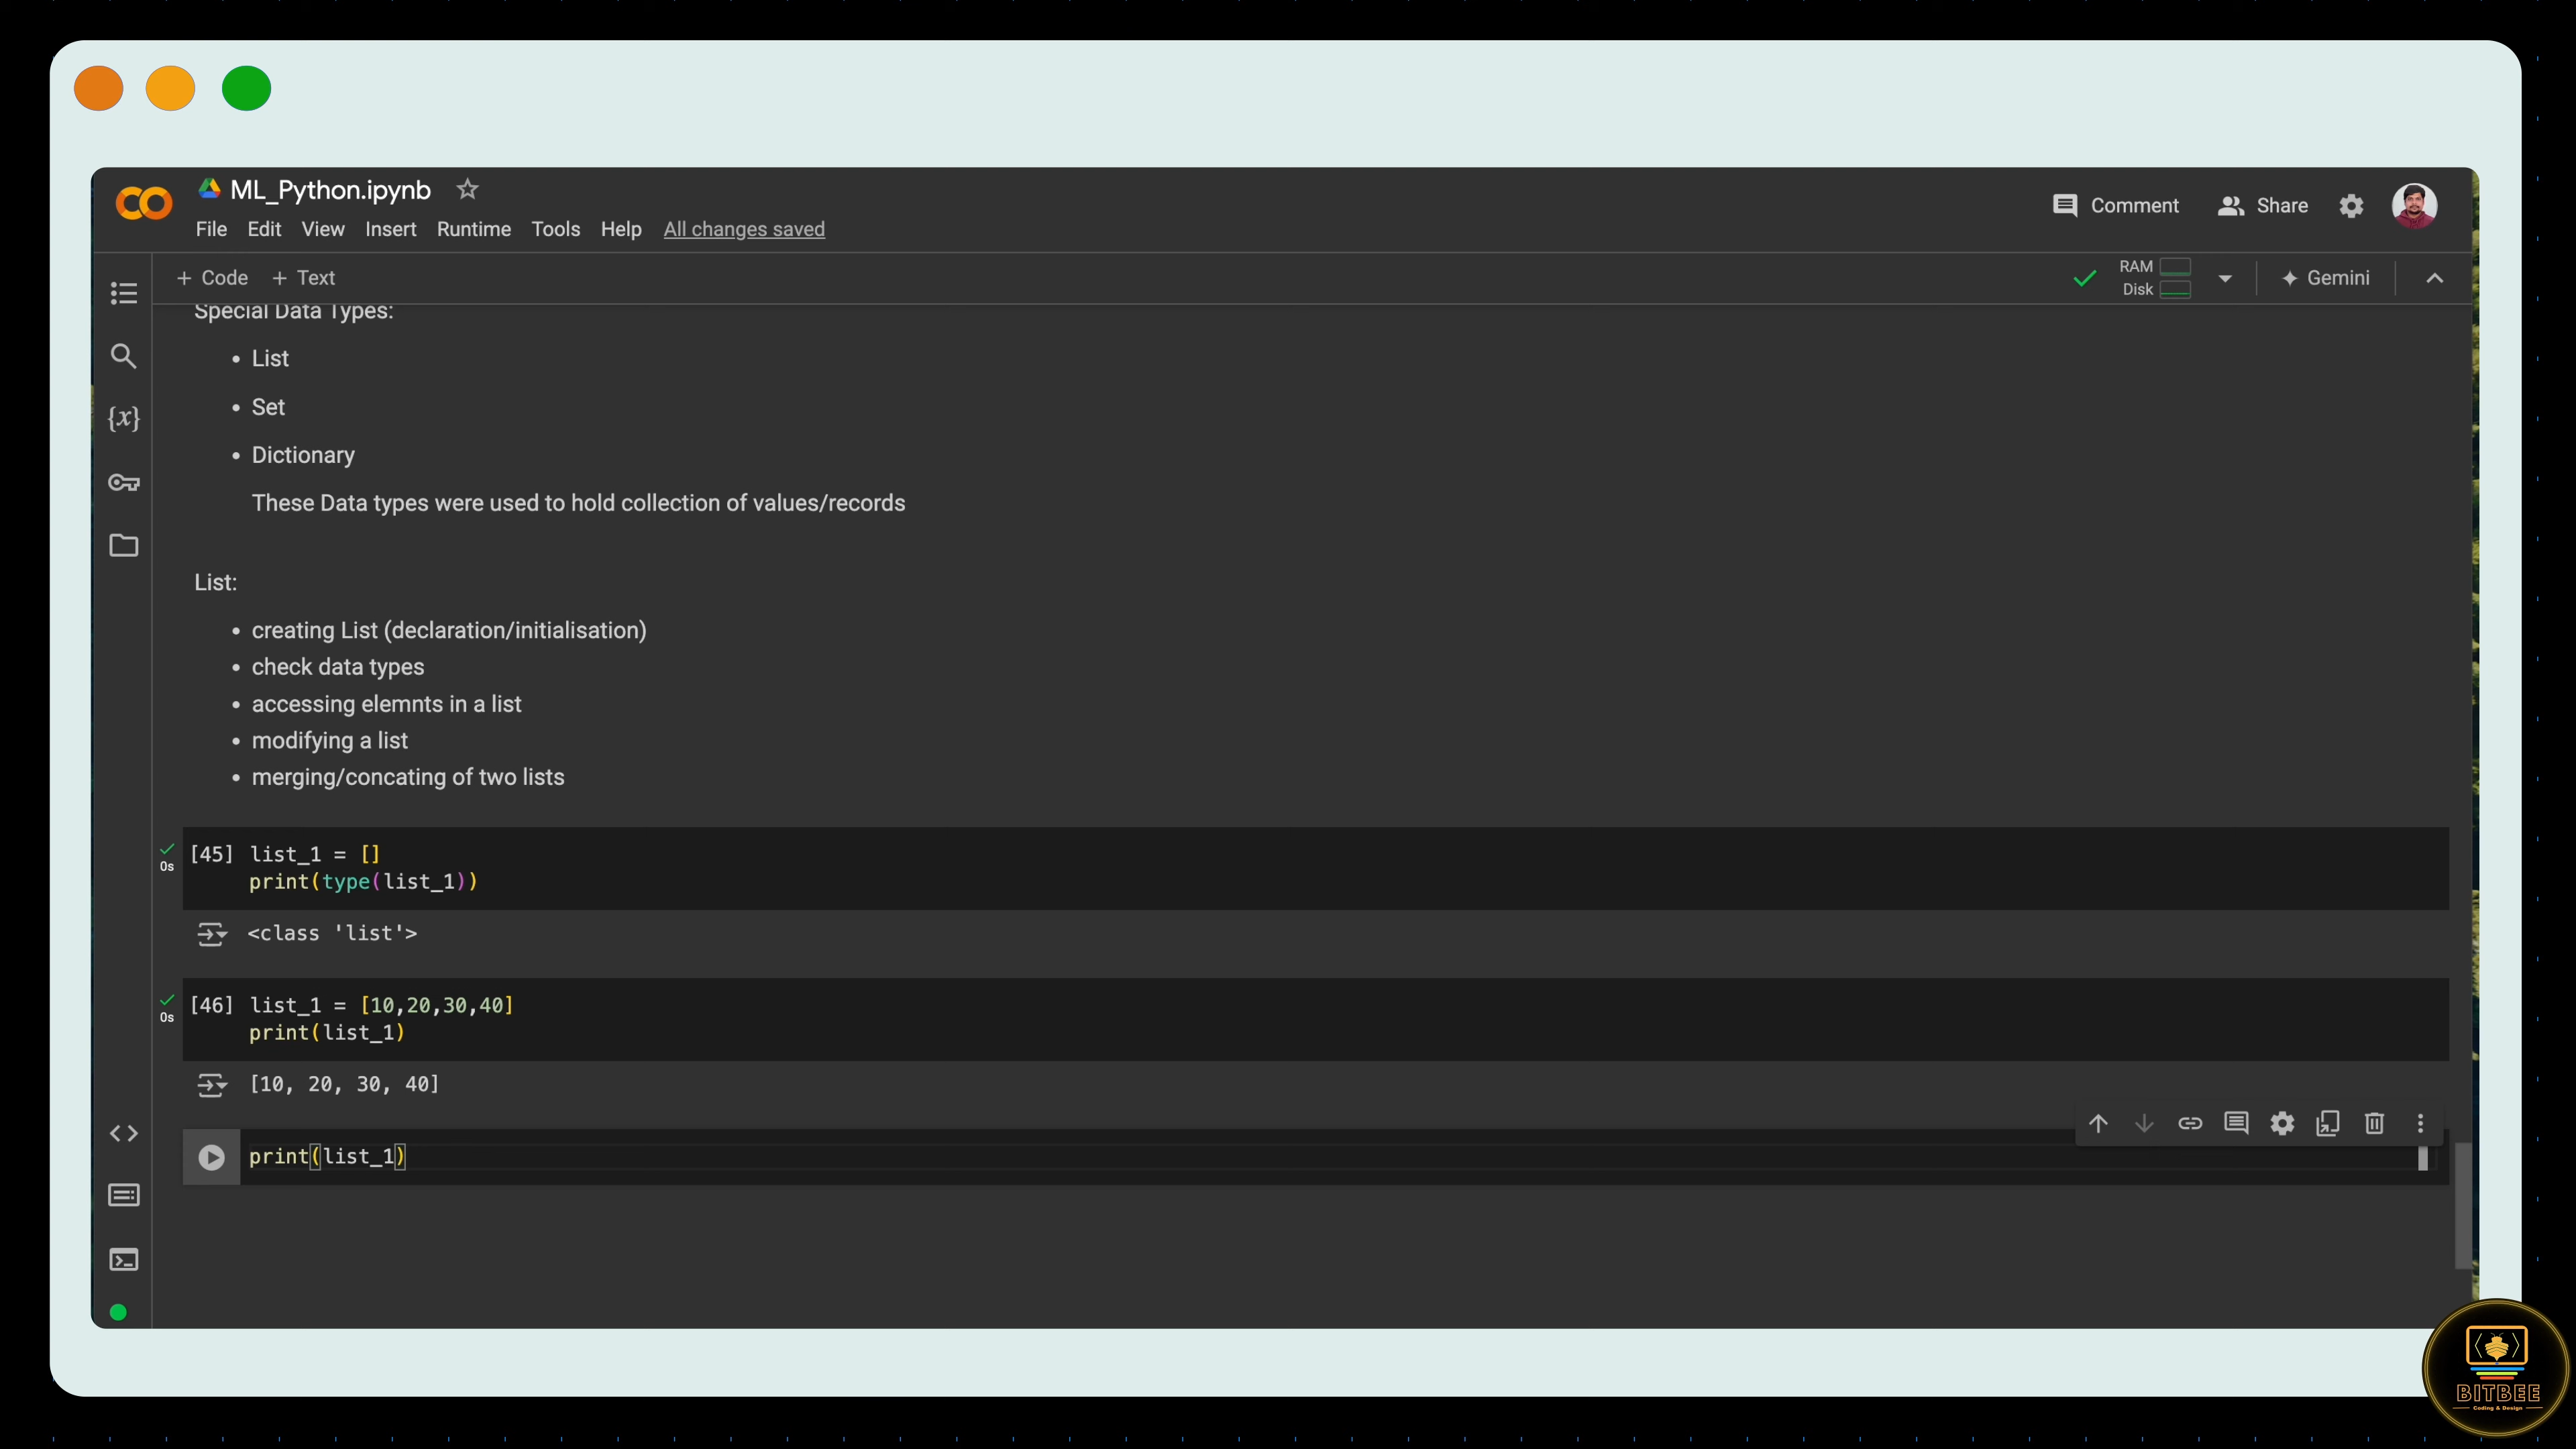 ML_Python.ipynb
Comment
Share
File Edit View Insert Runtime Tools Help All changes saved
+ Code + Text
RAM
Disk
Gemini
Special Data Types:
• List
• Set
• Dictionary
These Data types were used to hold collection of values/records
List:
• creating List (declaration/initialisation)
• check data types
• accessing elemnts in a list
• modifying a list
• merging/concating of two lists
[45] list_1 = []
0s
print(type(list_1))
<class 'list'>
[46] list_1 = [10,20,30,40]
0s
print(list_1)
[10, 20, 30, 40]
print(list_1)
BITBEE
Coding & Design